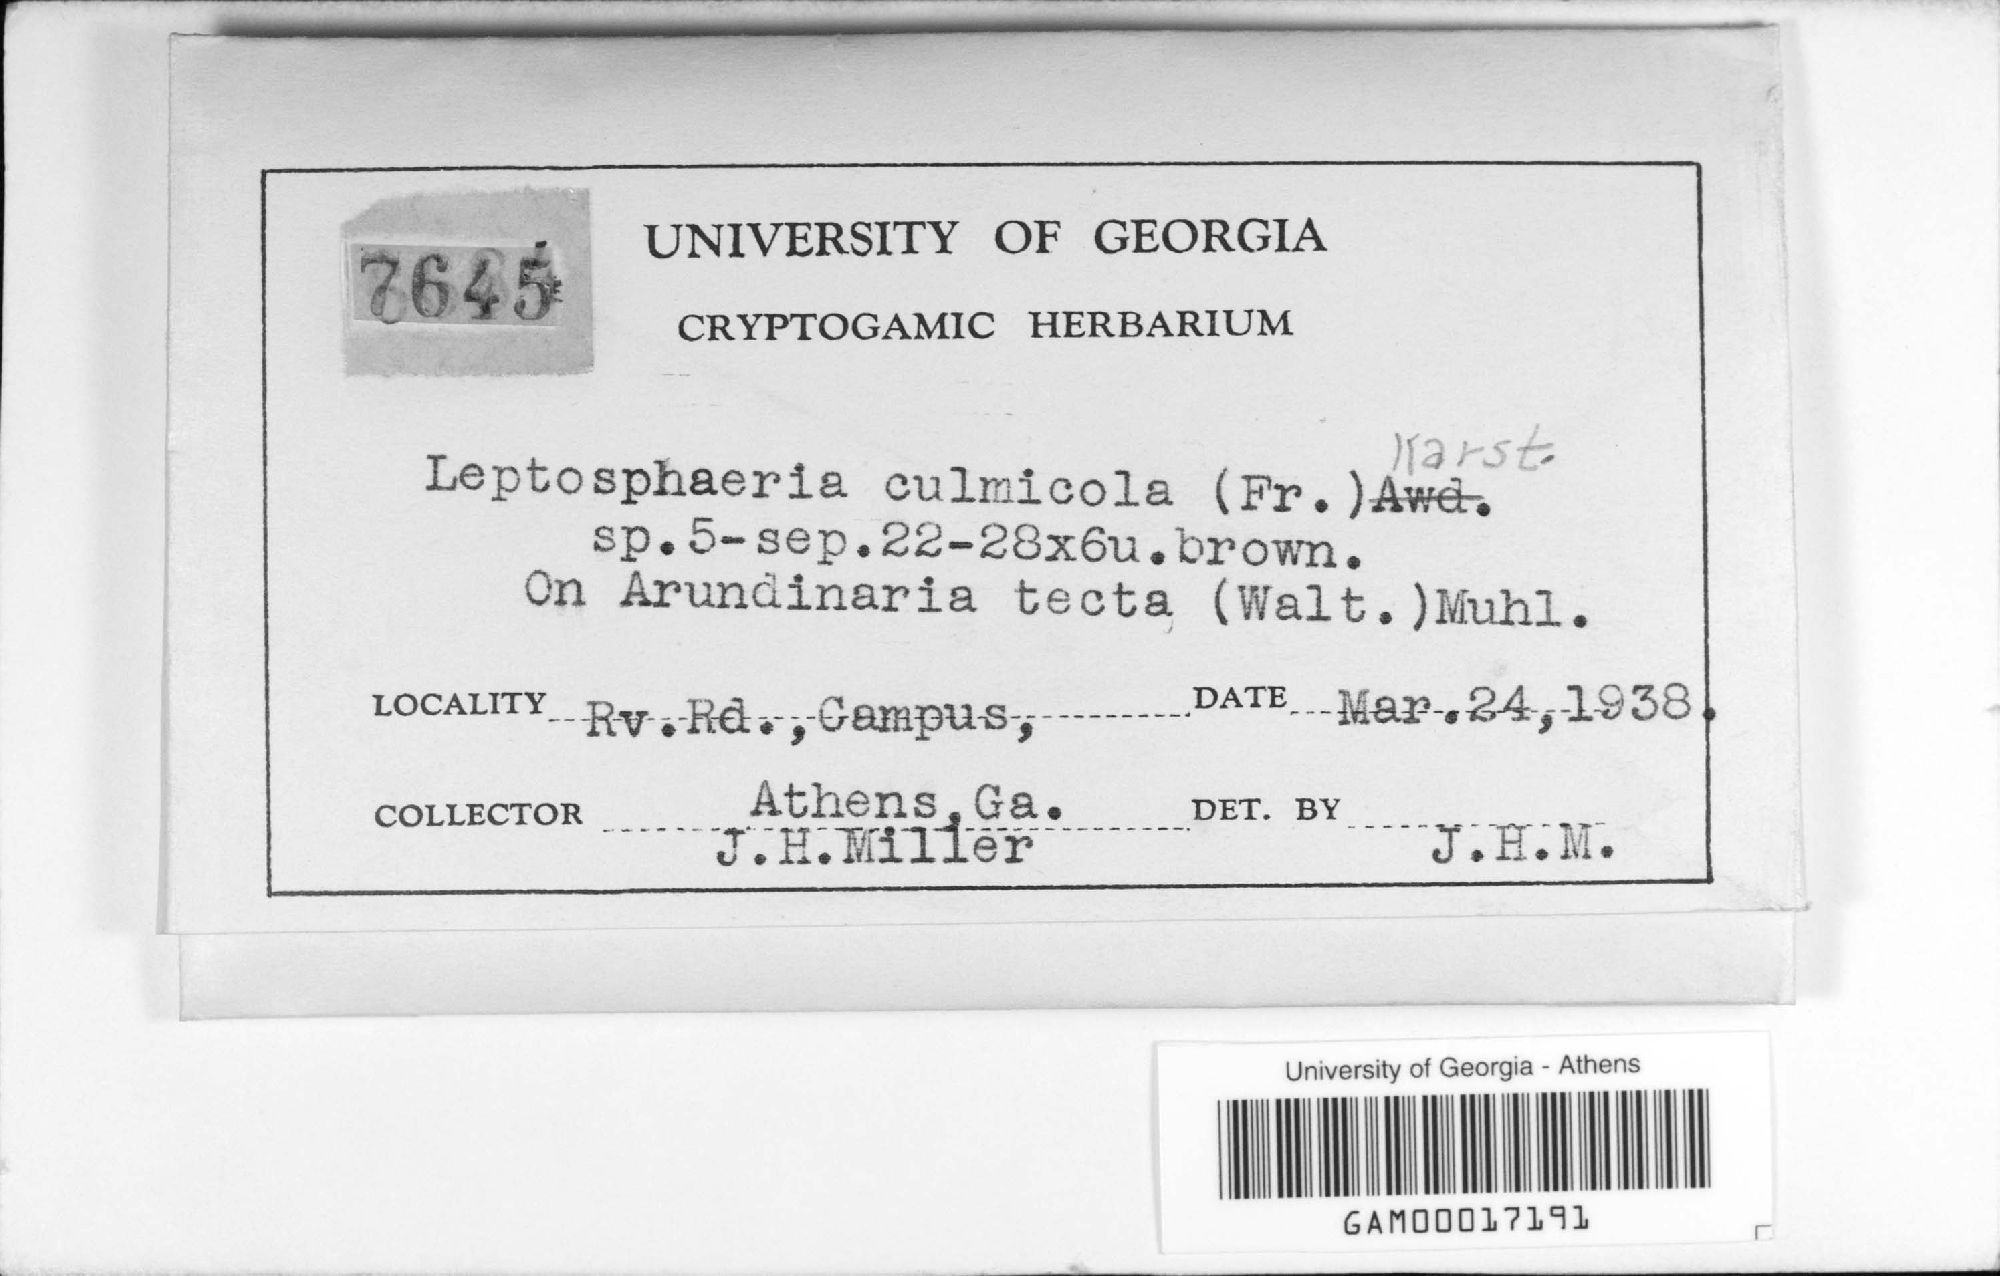 7645
UNIVERSITY OF GEORGIA
CRYPTOGAMIC HERBARIUM
Karst.
Leptosphaeria culmicola (Fr.)Awd.
sp.5-sep.22-28x6u.brown.
On Arundinaria tecta (Walt.)Muhl.
LOCALITY Rv.Rd.,Campus, DATE Mar.24,1938.
Athens,Ga.
COLLECTOR J.H.Miller DET. BY J.H.M.
University of Georgia - Athens
GAM00017191